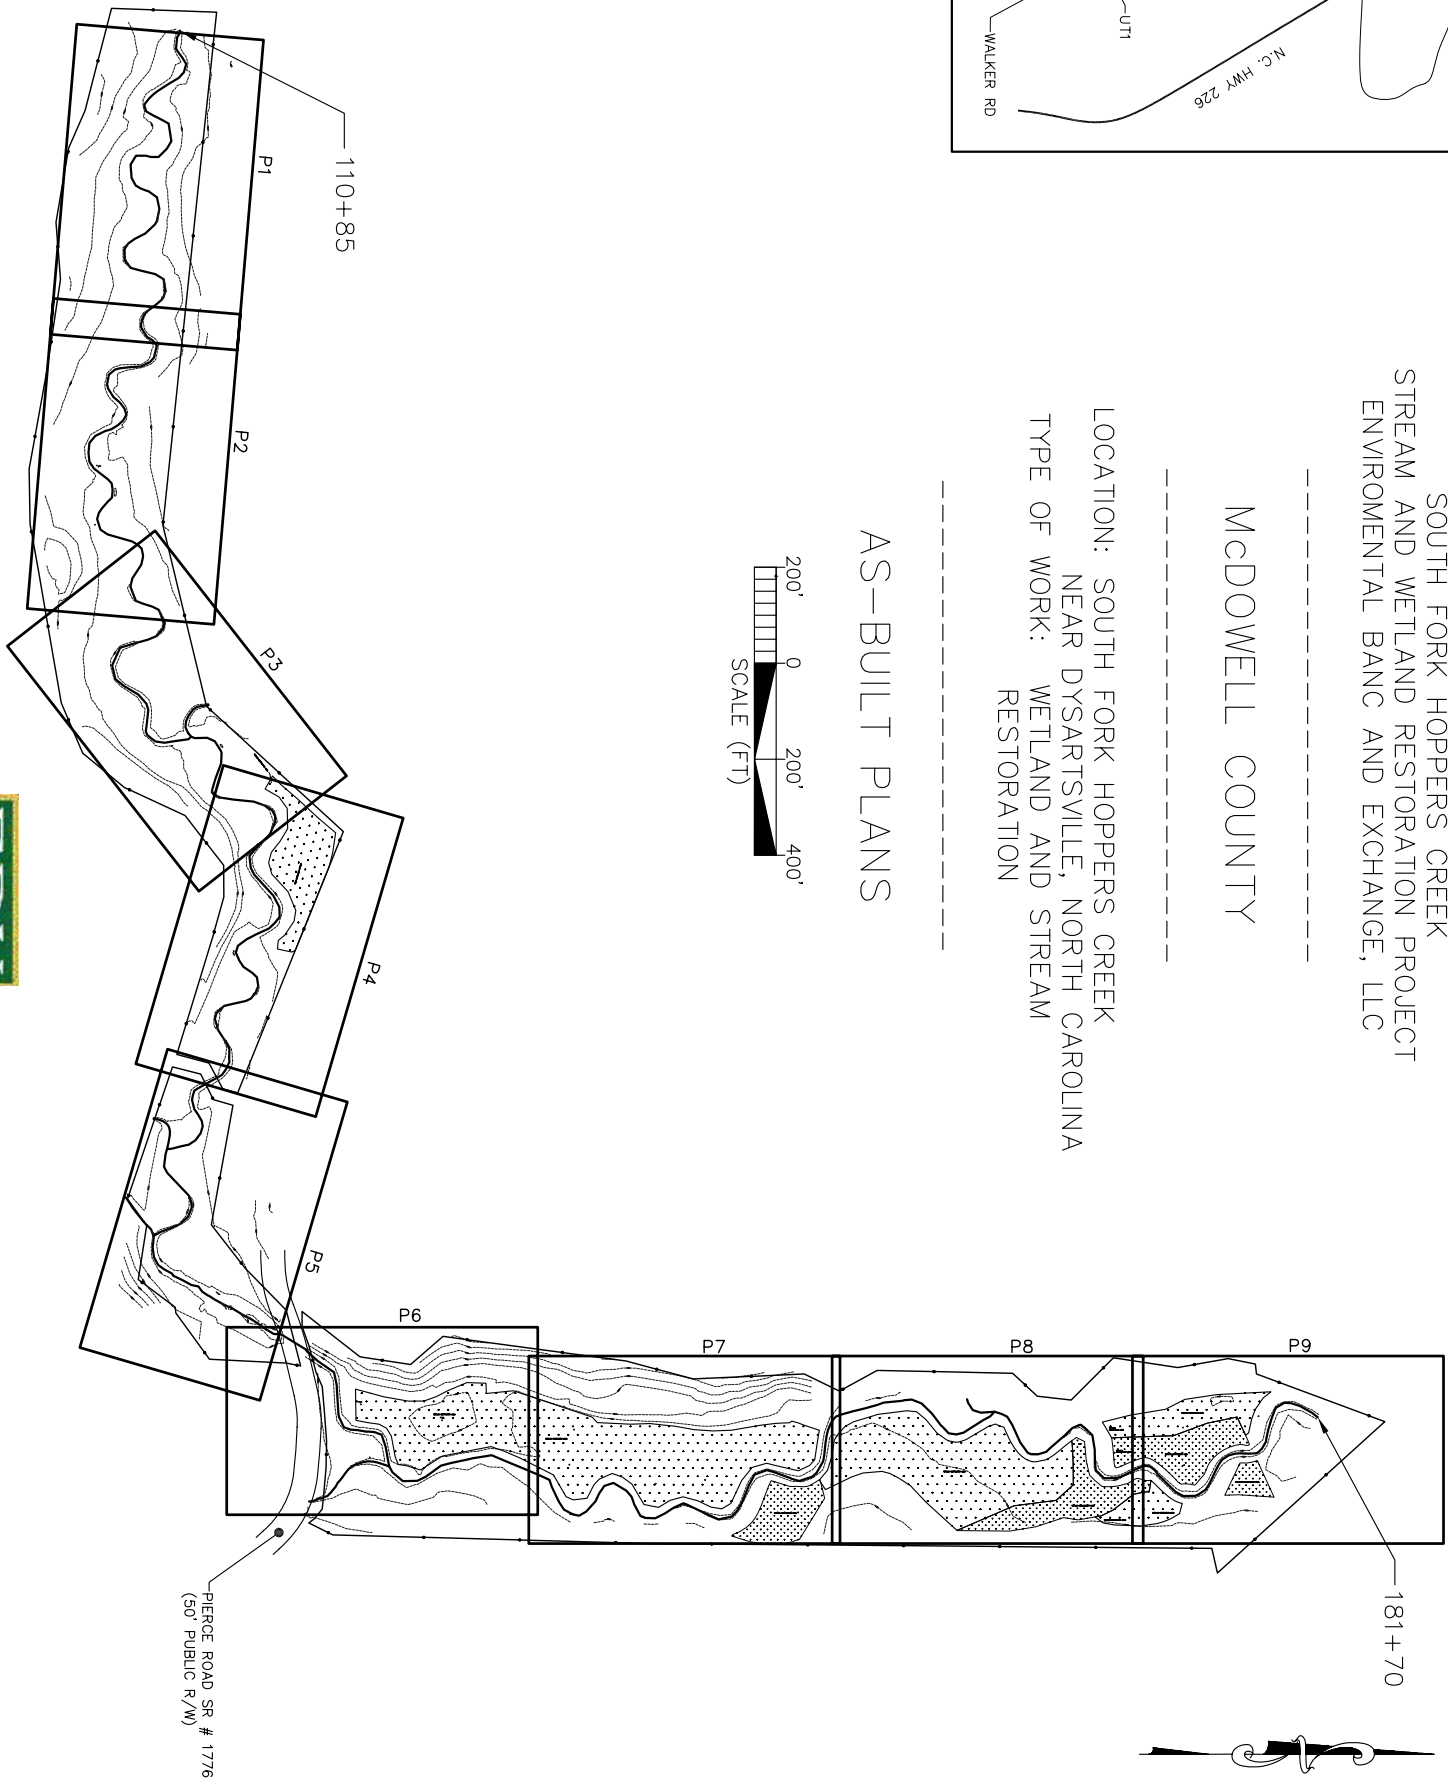 SOUTH FORK HOPPERS CREEK
STREAM AND WETLAND RESTORATION PROJECT
ENVIROMENTAL BANC AND EXCHANGE, LLC
McDOWELL COUNTY
LOCATION: SOUTH FORK HOPPERS CREEK
NEAR DYSARTSVILLE, NORTH CAROLINA
TYPE OF WORK: WETLAND AND STREAM
RESTORATION
AS-BUILT PLANS
200' 0 200' 400'
SCALE (FT)
UT1
WALKER RD
N.C. HWY 226
110+85
P1
P2
P3
P4
P5
P6
P7
P8
P9
181+70
PIERCE ROAD SR # 1776
(50' PUBLIC R/W)